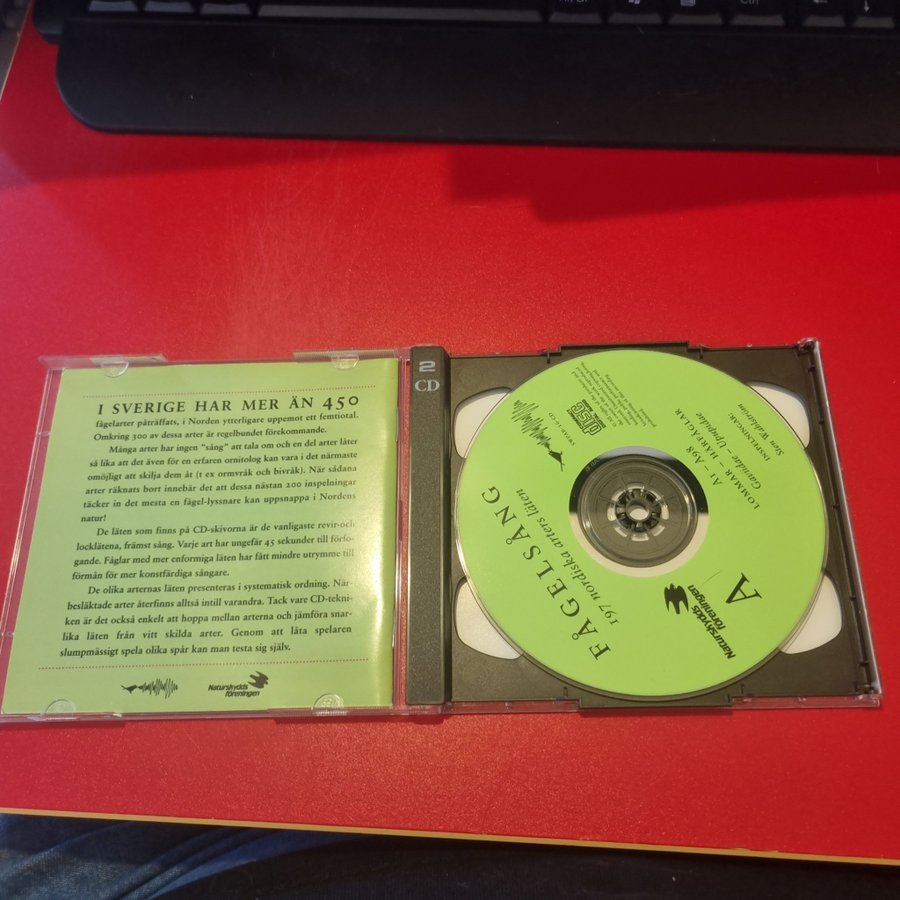 I SVERIGE HAR MER ÄN 450
fågelarter påträffats, i Norden ytterligare uppemot ett femtiotal.
Omkring 300 av dessa arter är regelbundet förekommande.
Många arter har ingen "sång" att tala om och en del arter låter
så lika att det även för en erfaren ornitolog kan vara i det närmaste
omöjligt att skilja dem åt (t ex ormvråk och bivråk). När sådana
arter räknats bort innebär det att dessa nästan 200 inspelningar
täcker in det mesta en fågel-lyssnare kan uppsnappa i Nordens
natur!
De läten som finns på CD-skivorna är de vanligaste revir-och
lockläten, främst sång. Varje art har ungefär 45 sekunder till förfo-
gande. Fåglar med mer enformiga läten har fått mindre utrymme till
förmån för mer konstfärdiga sångare.
De olika arternas läten presenteras i systematisk ordning. När-
besläktade arter återfinns alltså intill varandra. Tack vare CD-tekni-
ken är det också enkelt att hoppa mellan arterna och jämföra snar-
lika läten från vitt skilda arter. Genom att låta spelaren
slumpmässigt spela olika spår kan man testa sig själv.
Naturskydds
föreningen
2
CD
FÅGELSÅNG
197 nordiska arters läten
A
Naturskydds
föreningen
A1 – A98
LOMMAR – HÄRFÅGLAR
Gaviidae – Upupidae
INSPELNINGAR:
Sten Wahlström
COMPACT
disc
DIGITAL AUDIO